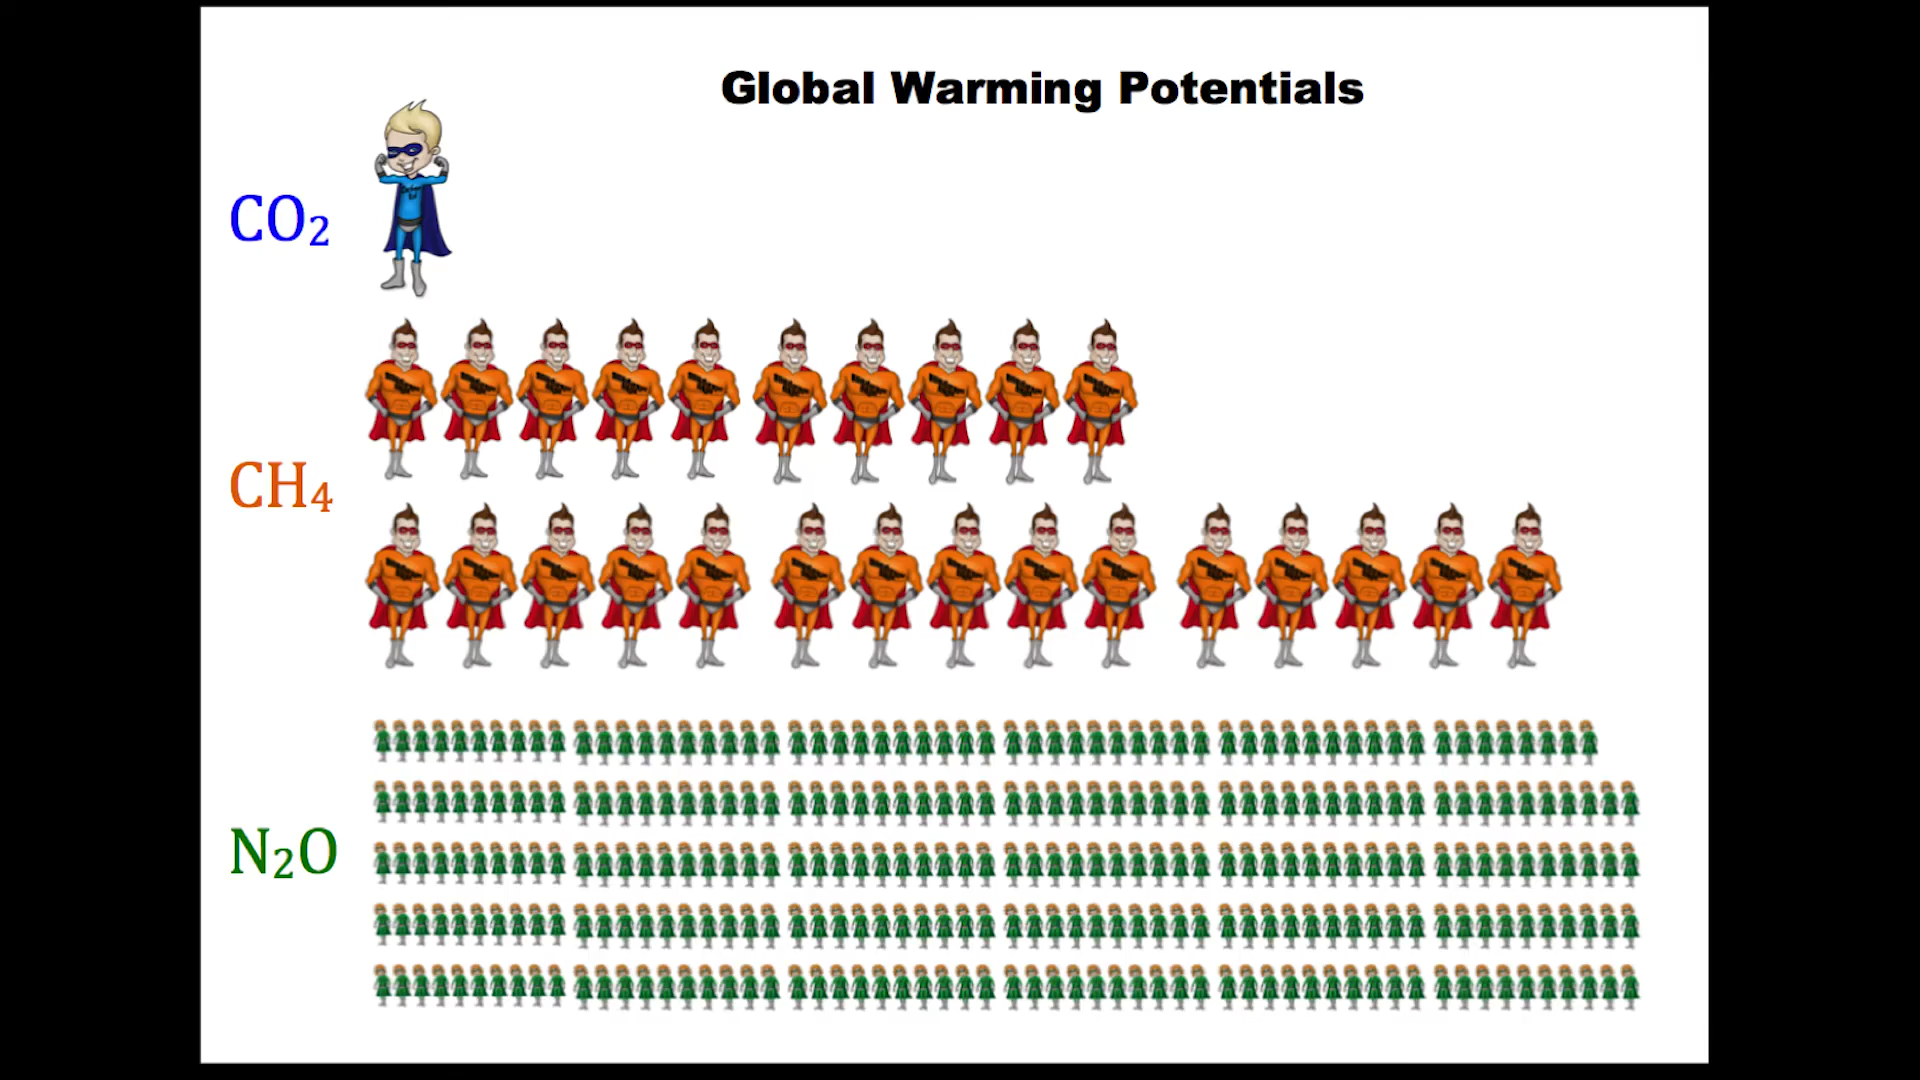 Global Warming Potentials
CO₂
CH₄
N₂O